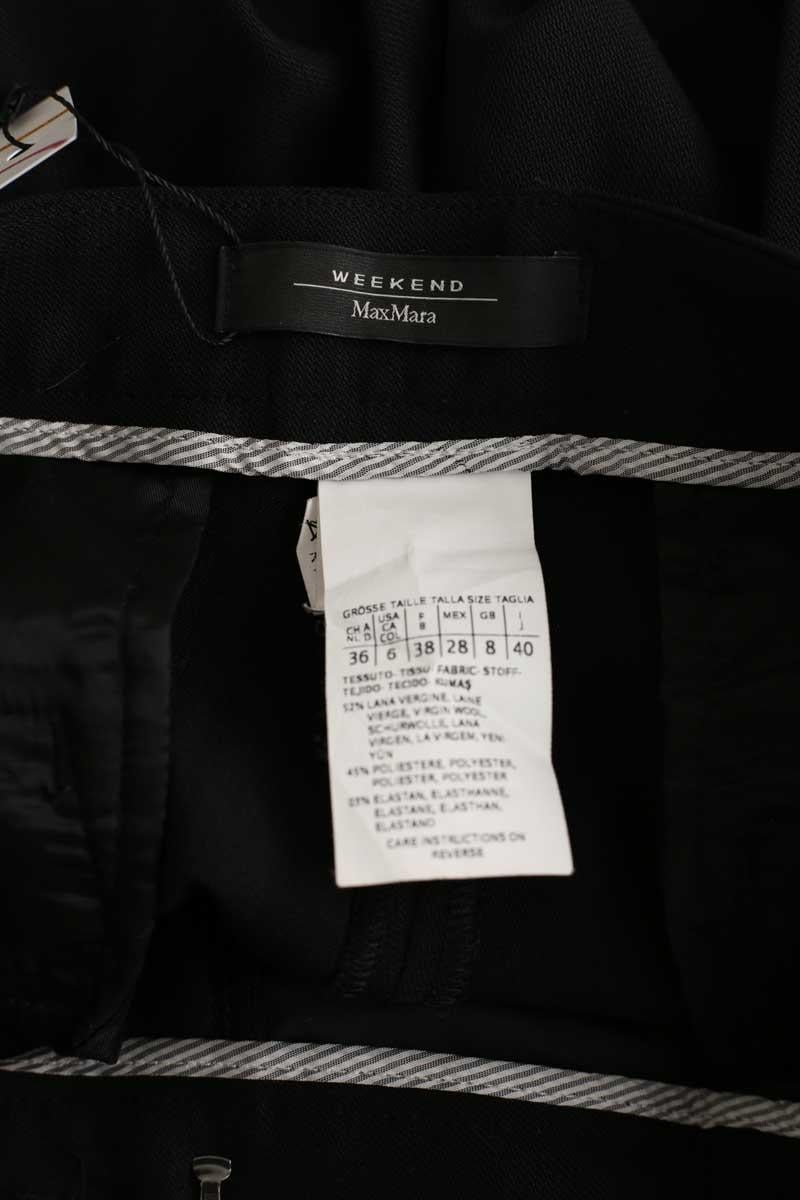 WEEKEND
MaxMara
GRÖSSE TAILLE TALLA SIZE TAGLIA
CH A NL D USA CA COL F B MEX GB I J
36 6 38 28 8 40
TESSUTO- TISSU- FABRIC- STOFF-
TEJIDO- TECIDO- KUMAŞ
52% LANA VERGINE, LAINE
VIERGE, VIRGIN WOOL,
SCHURWOLLE, LANA
VIRGEN, LA VIRGEM, YENI
YÜN
45% POLIESTERE, POLYESTER,
POLIESTER, POLYESTER
03% ELASTAN, ELASTHANNE,
ELASTANE, ELASTHAN,
ELASTANO
CARE INSTRUCTIONS ON
REVERSE